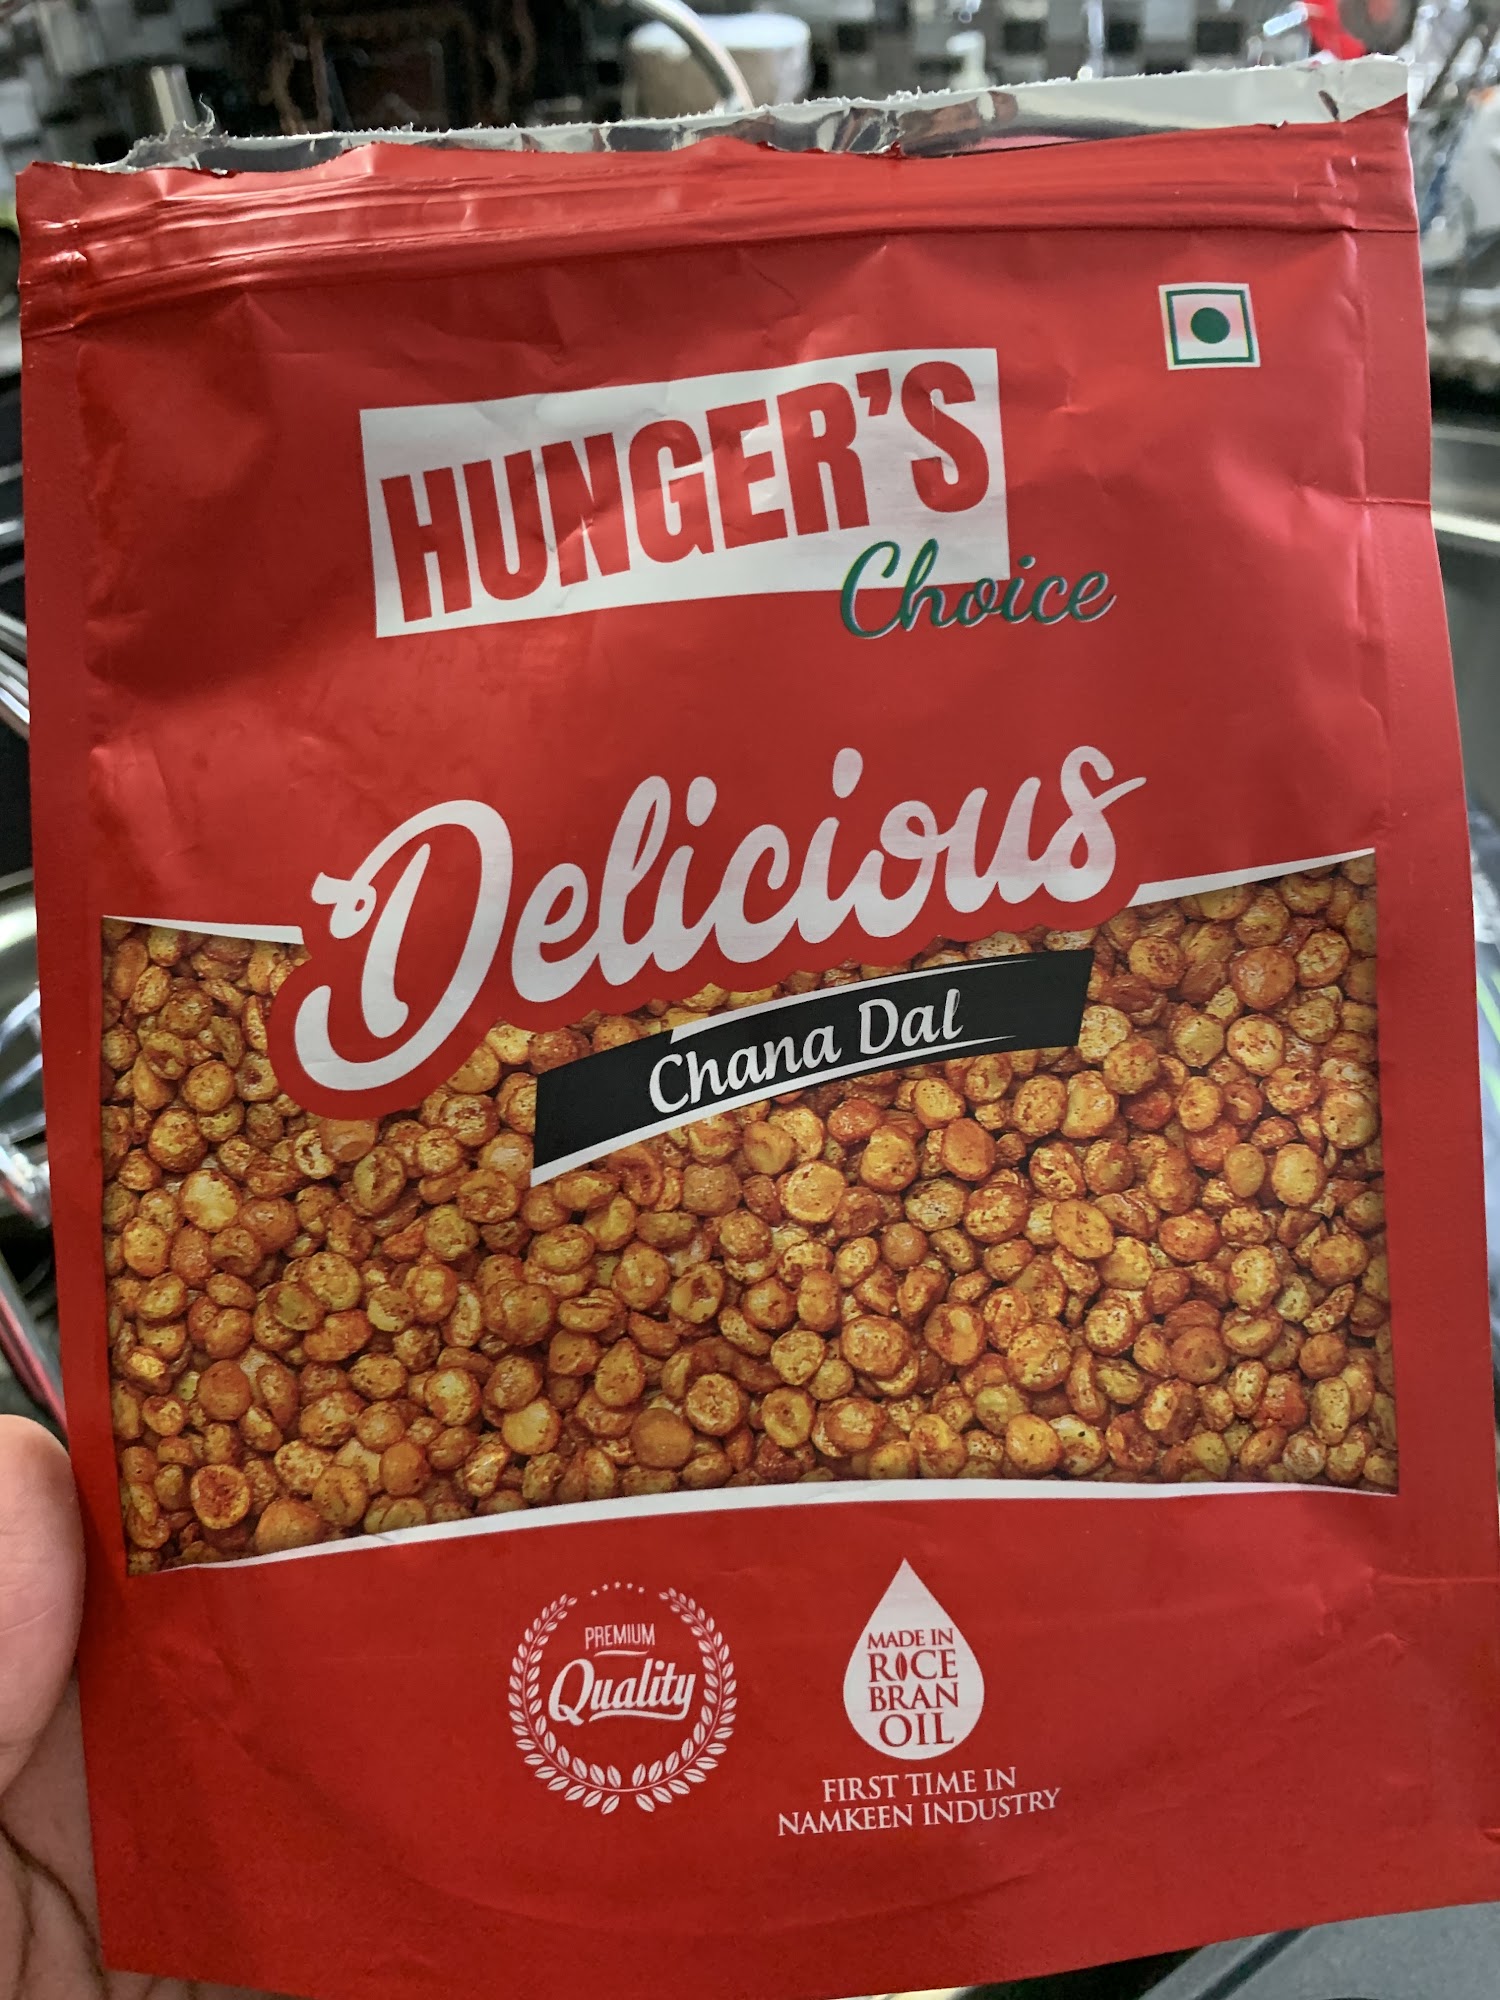 HUNGER'S
Choice
Delicious
Chana Dal
PREMIUM
Quality
MADE IN
RICE
BRAN
OIL
FIRST TIME IN
NAMKEEN INDUSTRY